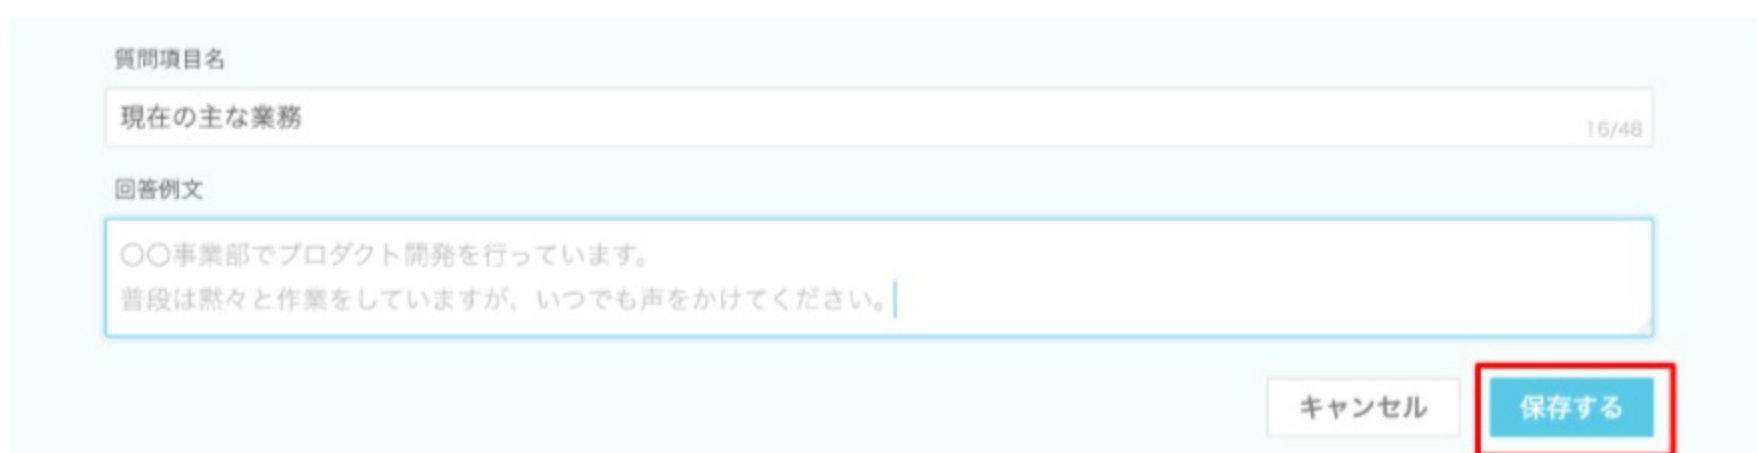 質問項目名
現在の主な業務
16/48
回答例文
〇〇事業部でプロダクト開発を行っています。
普段は黙々と作業をしていますが、いつでも声をかけてください。
キャンセル
保存する